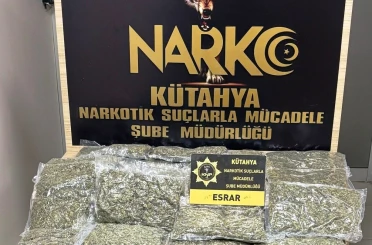 NARKO
KÜTAHYA
NARKOTİK SUÇLARLA MÜCADELE
ŞUBE MÜDÜRLÜĞÜ
KÜTAHYA
NARKOTİK SUÇLARLA
MÜCADELE
ŞUBE MÜDÜRLÜĞÜ
ESRAR